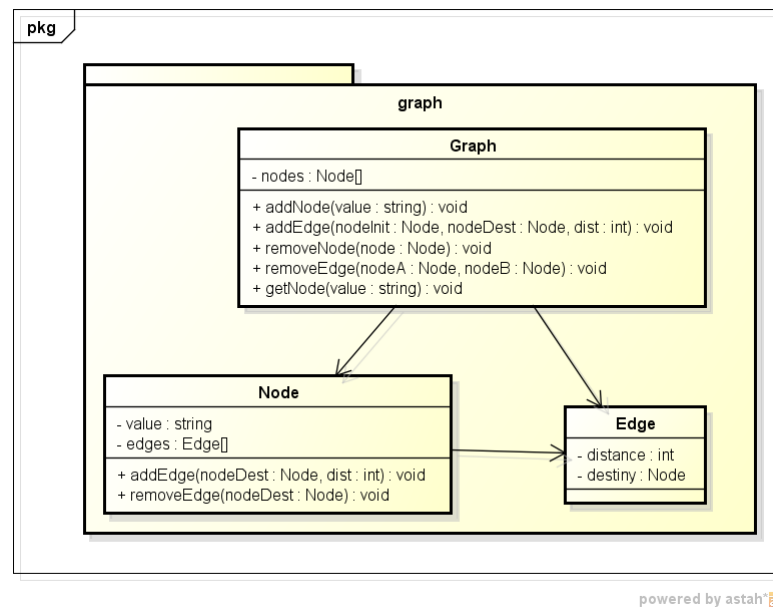 pkg
graph
Graph
- nodes : Node[]
+ addNode(value : string) : void
+ addEdge(nodeInit : Node, nodeDest : Node, dist : int) : void
+ removeNode(node : Node) : void
+ removeEdge(nodeA : Node, nodeB : Node) : void
+ getNode(value : string) : void
Node
- value : string
- edges : Edge[]
+ addEdge(nodeDest : Node, dist : int) : void
+ removeEdge(nodeDest : Node) : void
Edge
- distance : int
- destiny : Node
powered by astah*